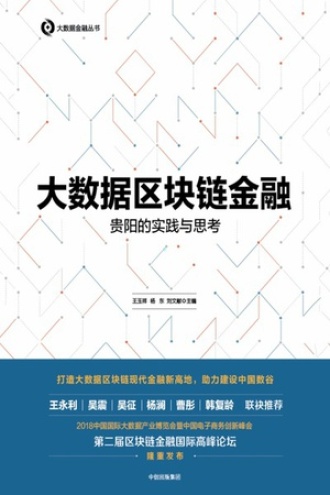 大数据金融丛书
大数据区块链金融
贵阳的实践与思考
王玉祥 杨东 刘文献 ◎ 主编
打造大数据区块链现代金融新高地，助力建设中国数谷
王永利｜吴震｜吴征｜杨澜｜曹彤｜韩复龄 联袂推荐
2018中国国际大数据产业博览会暨中国电子商务创新峰会
第二届区块链金融国际高峰论坛
隆重发布
中信出版集团